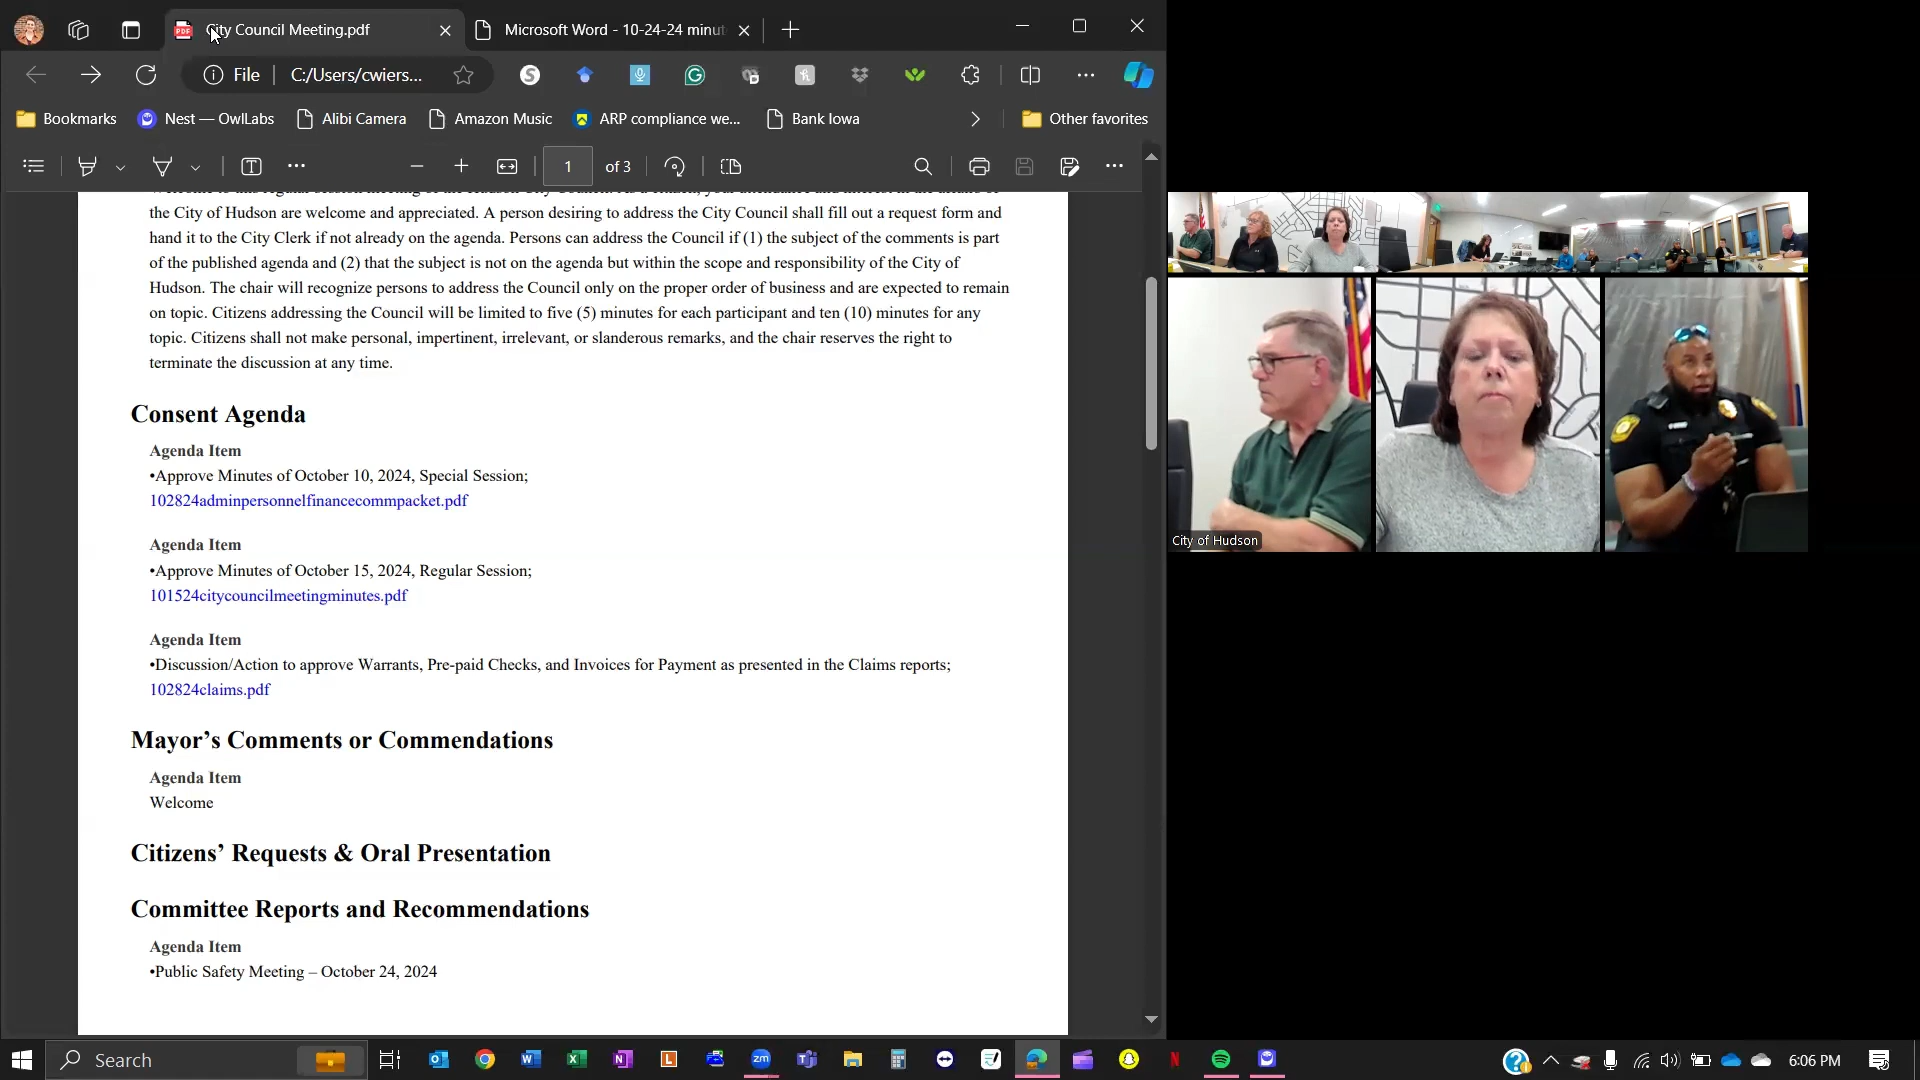 City Council Meeting.pdf
Microsoft Word - 10-24-24 minut
File
C:/Users/cwiers...
Bookmarks
Nest — OwlLabs
Alibi Camera
Amazon Music
ARP compliance we...
Bank Iowa
Other favorites
1
of 3
the City of Hudson are welcome and appreciated. A person desiring to address the City Council shall fill out a request form and
hand it to the City Clerk if not already on the agenda. Persons can address the Council if (1) the subject of the comments is part
of the published agenda and (2) that the subject is not on the agenda but within the scope and responsibility of the City of
Hudson. The chair will recognize persons to address the Council only on the proper order of business and are expected to remain
on topic. Citizens addressing the Council will be limited to five (5) minutes for each participant and ten (10) minutes for any
topic. Citizens shall not make personal, impertinent, irrelevant, or slanderous remarks, and the chair reserves the right to
terminate the discussion at any time.
Consent Agenda
Agenda Item
•Approve Minutes of October 10, 2024, Special Session;
102824adminpersonnelfinancecommpacket.pdf
Agenda Item
•Approve Minutes of October 15, 2024, Regular Session;
101524citycouncilmeetingminutes.pdf
Agenda Item
•Discussion/Action to approve Warrants, Pre-paid Checks, and Invoices for Payment as presented in the Claims reports;
102824claims.pdf
Mayor’s Comments or Commendations
Agenda Item
Welcome
Citizens’ Requests & Oral Presentation
Committee Reports and Recommendations
Agenda Item
•Public Safety Meeting – October 24, 2024
City of Hudson
Search
6:06 PM